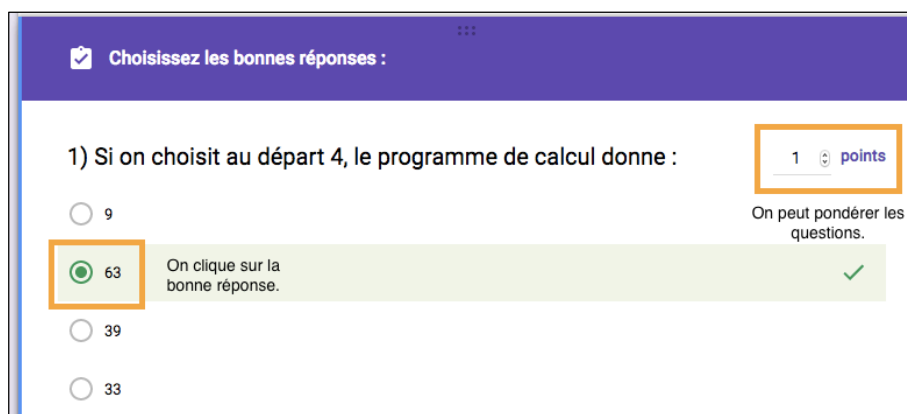 Choisissez les bonnes réponses :
1) Si on choisit au départ 4, le programme de calcul donne :
1 points
On peut pondérer les
questions.
9
63
On clique sur la
bonne réponse.
39
33